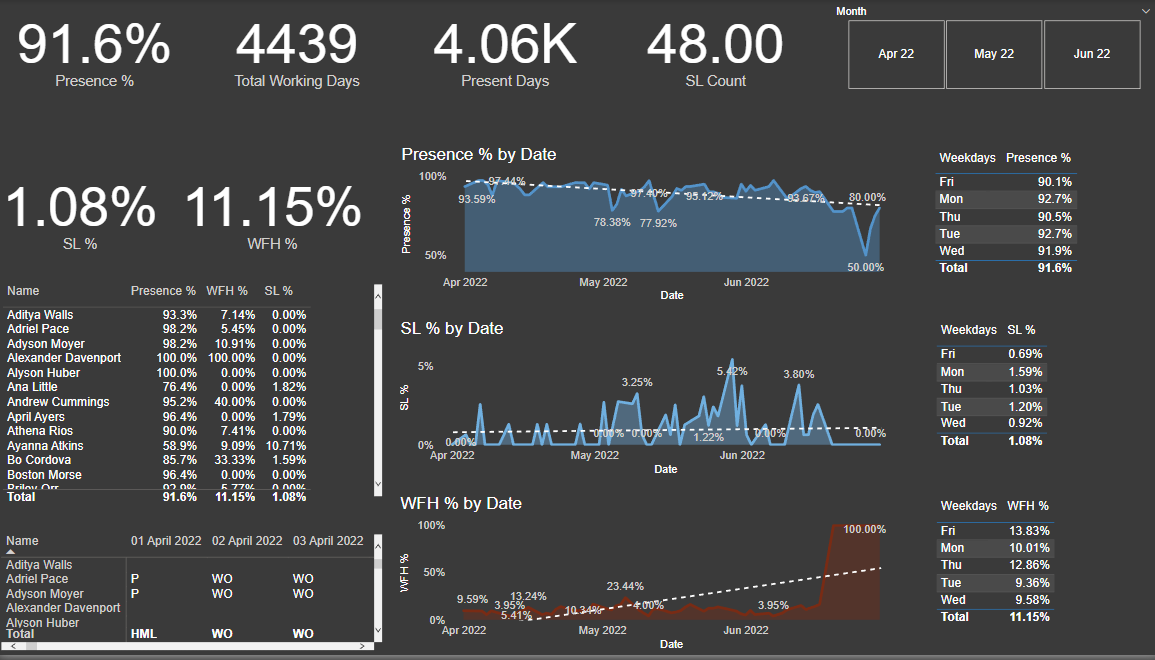 Month
91.6%
Presence %
4439
Total Working Days
4.06K
Present Days
48.00
SL Count
Apr 22
May 22
Jun 22
1.08%
SL %
11.15%
WFH %
Name Presence % WFH % SL %
Aditya Walls 93.3% 7.14% 0.00%
Adriel Pace 98.2% 5.45% 0.00%
Adyson Moyer 98.2% 10.91% 0.00%
Alexander Davenport 100.0% 100.00% 0.00%
Alyson Huber 100.0% 0.00% 0.00%
Ana Little 76.4% 0.00% 1.82%
Andrew Cummings 95.2% 40.00% 0.00%
April Ayers 96.4% 0.00% 1.79%
Athena Rios 90.0% 7.41% 0.00%
Ayanna Atkins 58.9% 9.09% 10.71%
Bo Cordova 85.7% 33.33% 1.59%
Boston Morse 96.4% 0.00% 0.00%
Total 91.6% 11.15% 1.08%
Name 01 April 2022 02 April 2022 03 April 2022
Aditya Walls
Adriel Pace P WO WO
Adyson Moyer P WO WO
Alexander Davenport
Alyson Huber
Total HML WO WO
Presence % by Date
Presence %
100%
50%
93.59%
97.44%
78.38%
97.40%
77.92%
95.12%
93.67%
80.00%
50.00%
Apr 2022 May 2022 Jun 2022
Date
SL % by Date
SL %
5%
0%
0.00%
3.25%
0.00%
0.00%
5.42%
1.22%
0.00%
3.80%
0.00%
Apr 2022 May 2022 Jun 2022
Date
WFH % by Date
WFH %
100%
50%
0%
9.59%
3.95%
5.41%
13.24%
10.34%
23.44%
4.00%
3.95%
100.00%
Apr 2022 May 2022 Jun 2022
Date
Weekdays Presence %
Fri 90.1%
Mon 92.7%
Thu 90.5%
Tue 92.7%
Wed 91.9%
Total 91.6%
Weekdays SL %
Fri 0.69%
Mon 1.59%
Thu 1.03%
Tue 1.20%
Wed 0.92%
Total 1.08%
Weekdays WFH %
Fri 13.83%
Mon 10.01%
Thu 12.86%
Tue 9.36%
Wed 9.58%
Total 11.15%